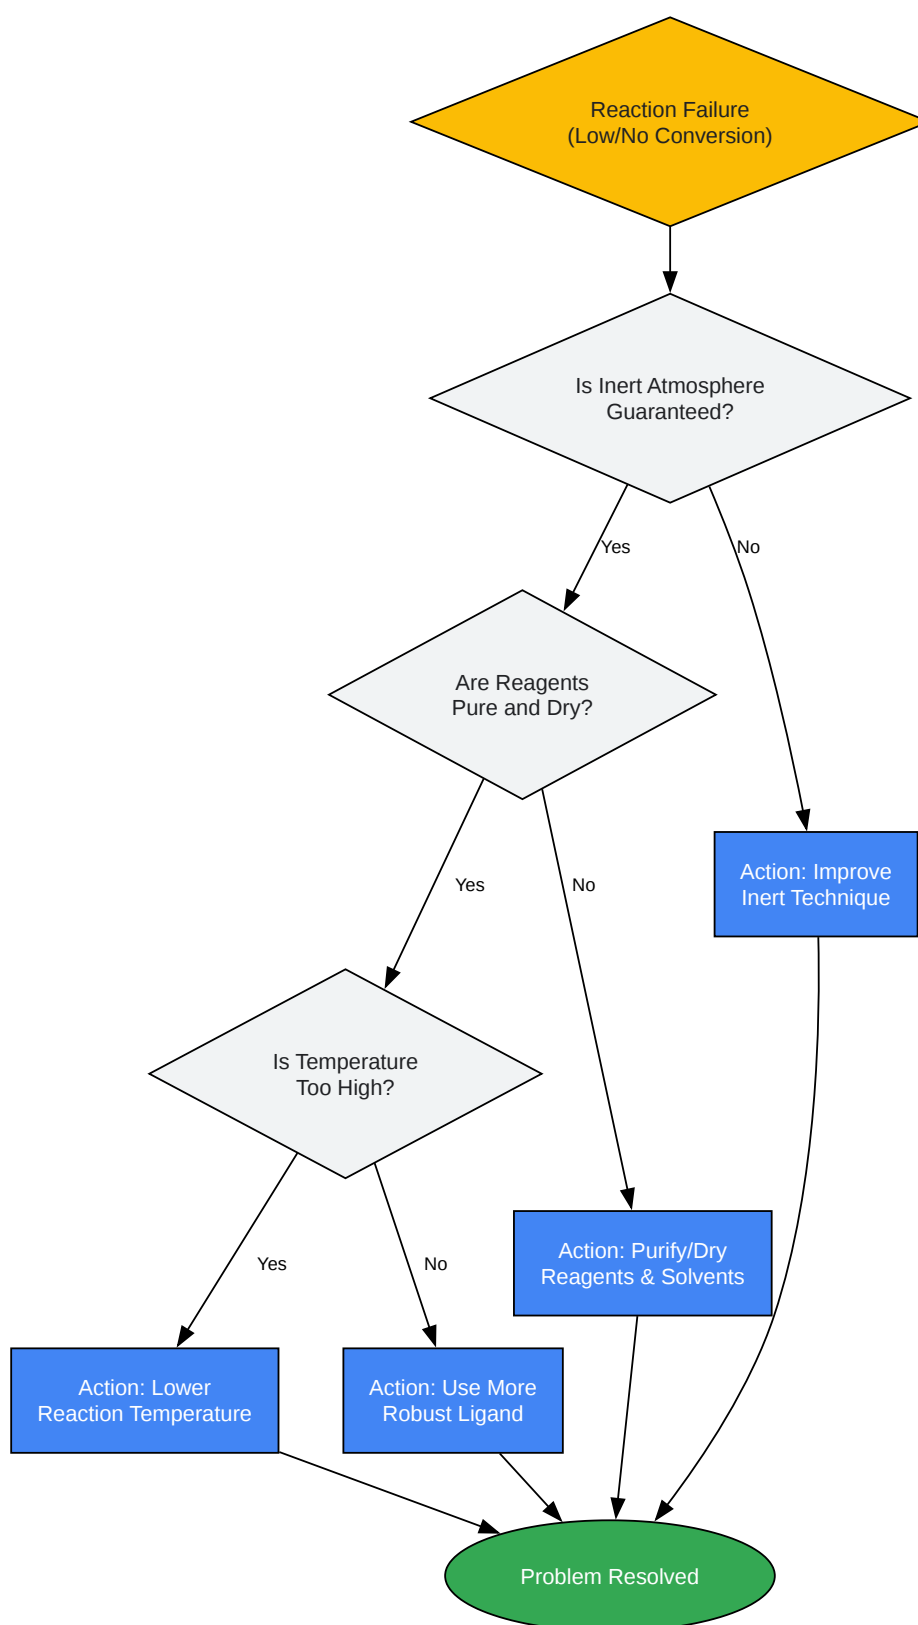 Reaction Failure
(Low/No Conversion)
Is Inert Atmosphere
Guaranteed?
Yes
No
Are Reagents
Pure and Dry?
Action: Improve
Inert Technique
Yes
No
Is Temperature
Too High?
Action: Purify/Dry
Reagents & Solvents
Yes
No
Action: Lower
Reaction Temperature
Action: Use More
Robust Ligand
Problem Resolved